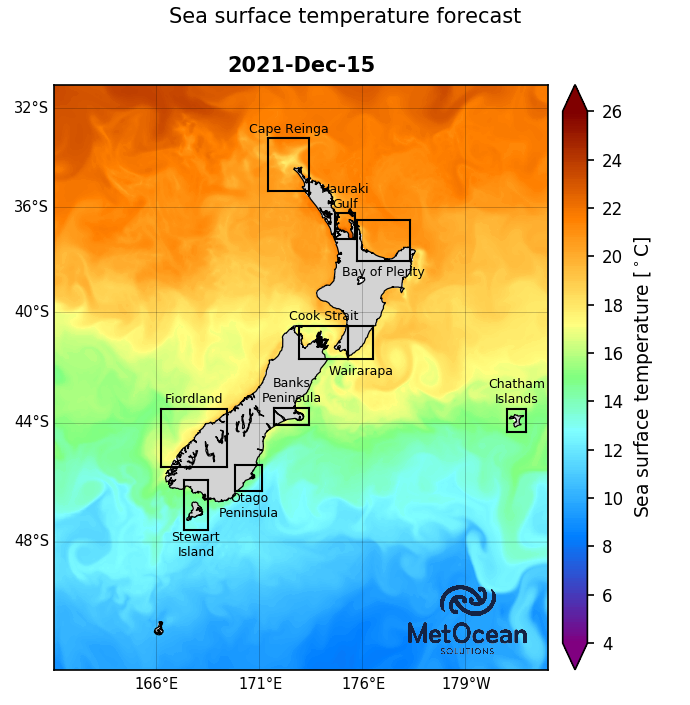 Sea surface temperature forecast
2021-Dec-15
32°S
36°S
40°S
44°S
48°S
Cape Reinga
Hauraki
Gulf
Bay of Plenty
Cook Strait
Wairarapa
Banks
Peninsula
Fiordland
Chatham
Islands
Otago
Peninsula
Stewart
Island
MetOcean
SOLUTIONS
166°E
171°E
176°E
179°W
26
24
22
20
18
16
14
12
10
8
6
4
Sea surface temperature [°C]